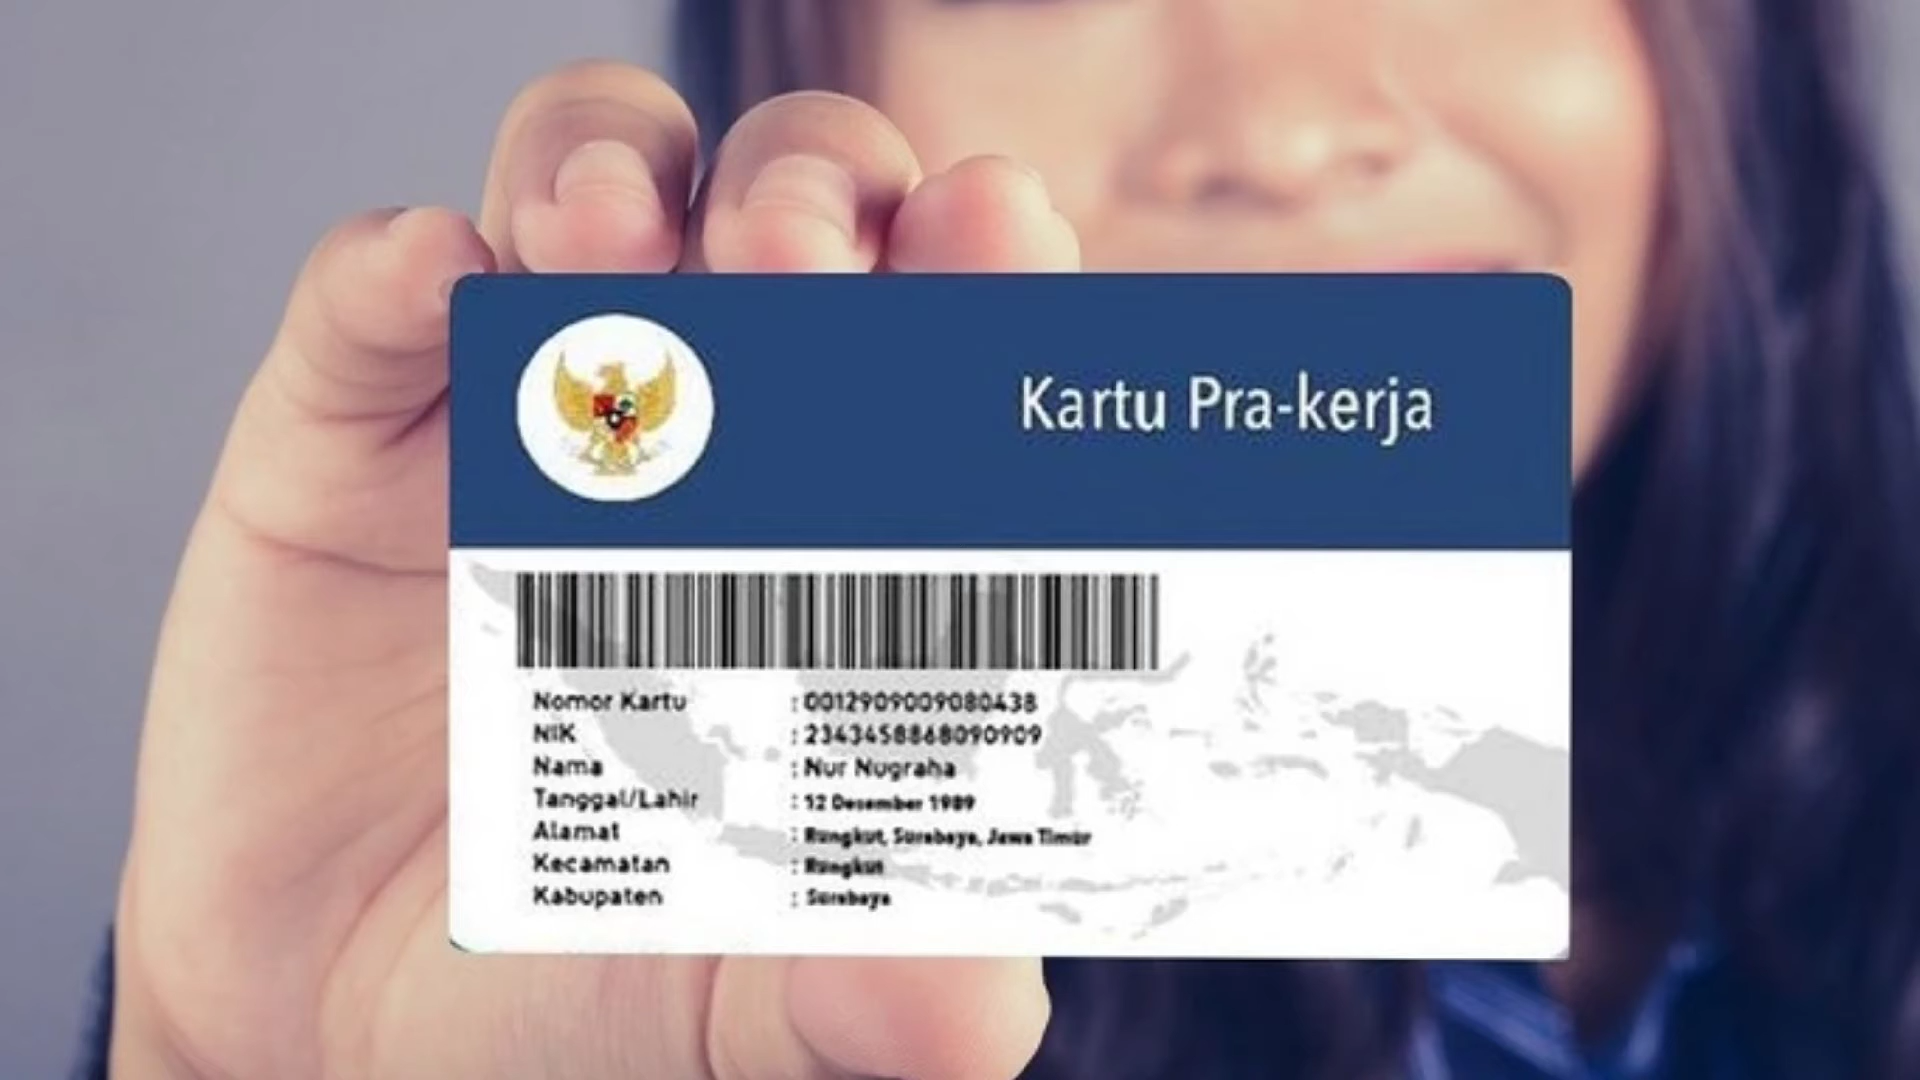 Kartu Pra-kerja
Nomor Kartu : 0012909009080438
NIK : 2343458868090909
Nama : Nur Nugraha
Tanggal/Lahir : 12 Desember 1989
Alamat : Rungkut, Surabaya, Jawa Timur
Kecamatan : Rungkut
Kabupaten : Surabaya